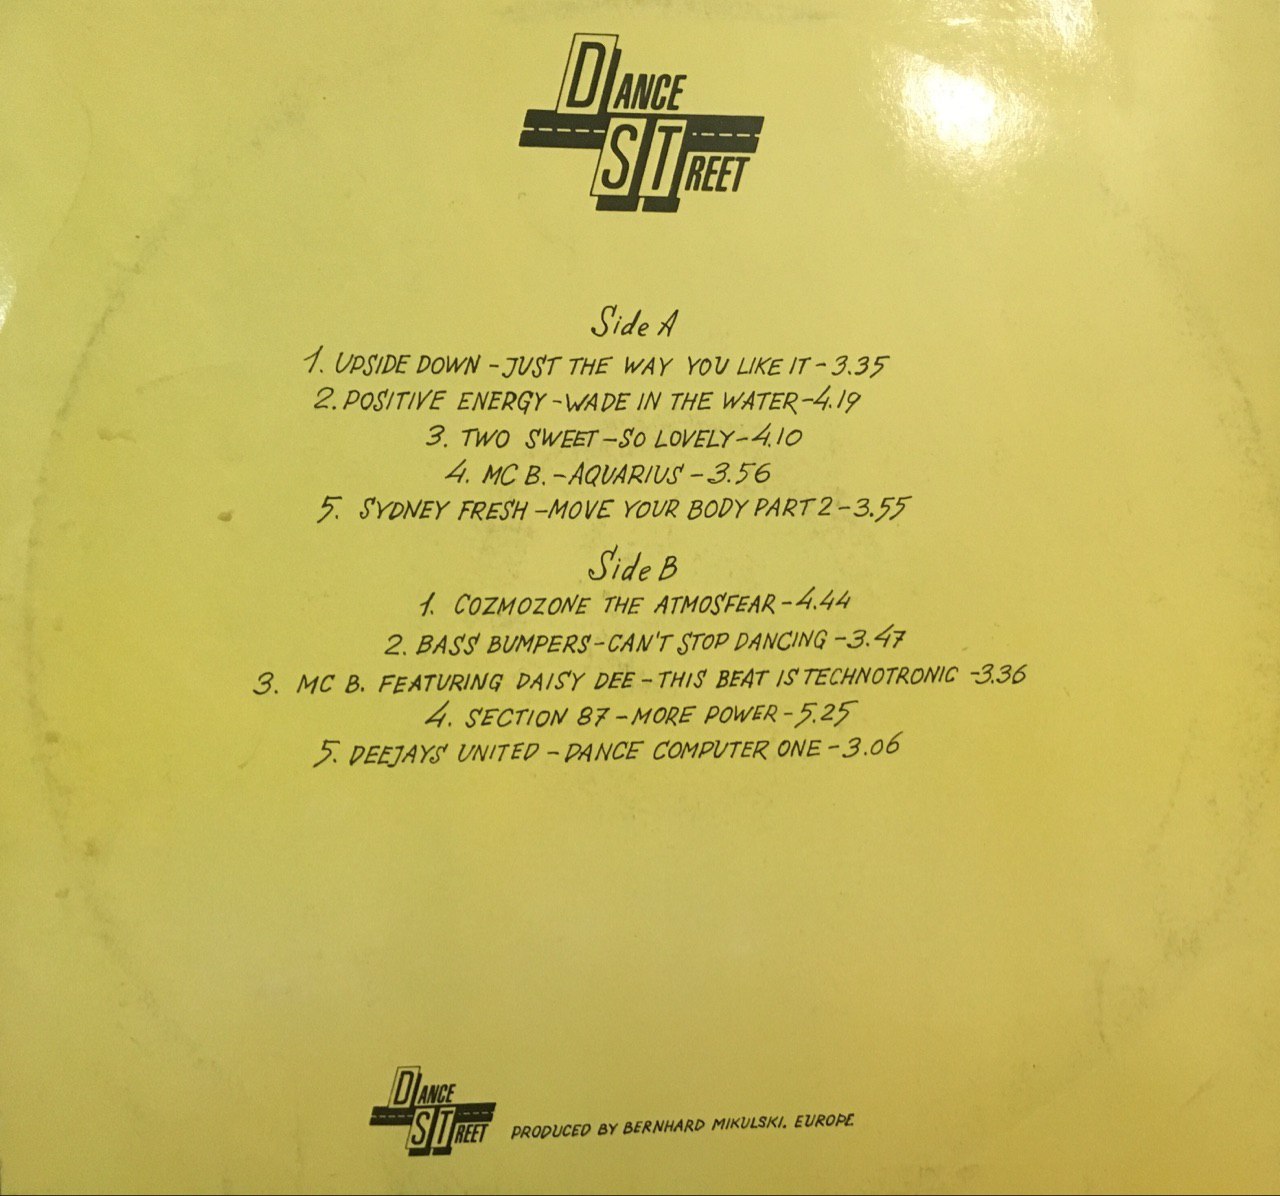 DANCE
STREET
Side A
1. UPSIDE DOWN - JUST THE WAY YOU LIKE IT - 3.35
2. POSITIVE ENERGY - WADE IN THE WATER - 4.19
3. TWO SWEET - SO LOVELY - 4.10
4. MC B. - AQUARIUS - 3.56
5. SYDNEY FRESH - MOVE YOUR BODY PART 2 - 3.55
Side B
1. COZMOZONE THE ATMOSFEAR - 4.44
2. BASS BUMPERS - CAN'T STOP DANCING - 3.47
3. MC B. FEATURING DAISY DEE - THIS BEAT IS TECHNOTRONIC - 3.36
4. SECTION 87 - MORE POWER - 5.25
5. DEEJAYS UNITED - DANCE COMPUTER ONE - 3.06
DANCE
STREET
PRODUCED BY BERNHARD MIKULSKI. EUROPE